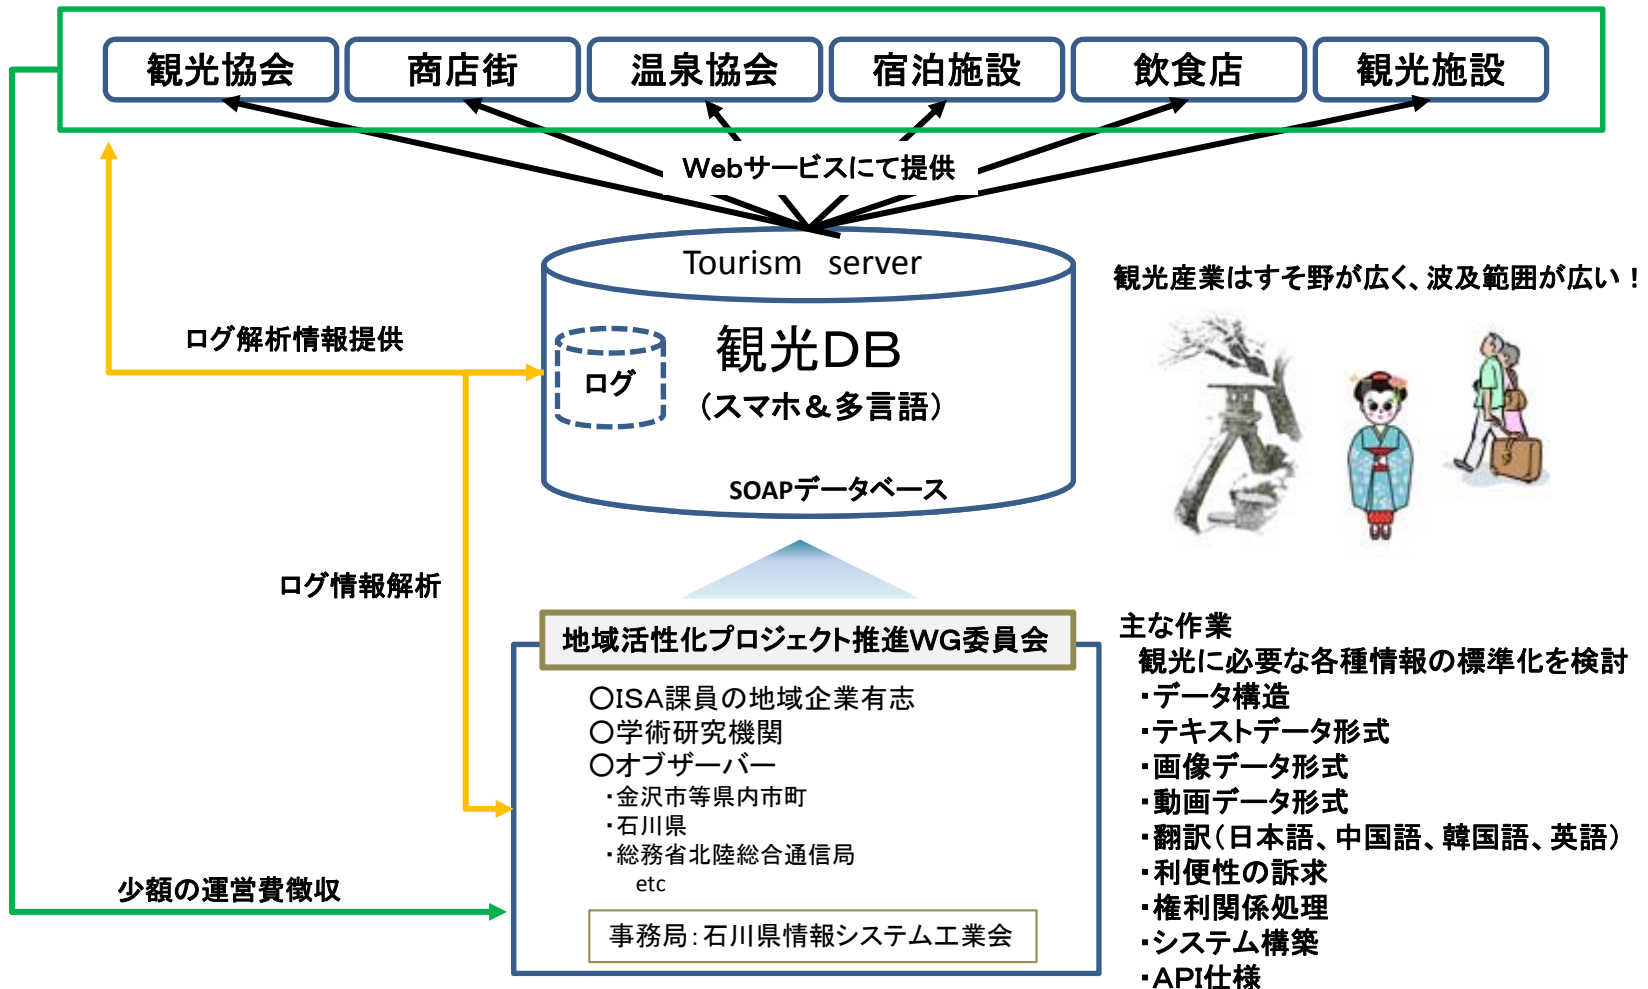 観光協会
商店街
温泉協会
宿泊施設
飲食店
観光施設
Webサービスにて提供
Tourism server
観光産業はすそ野が広く、波及範囲が広い！
ログ解析情報提供
観光DB
ログ
（スマホ＆多言語）
SOAPデータベース
ログ情報解析
地域活性化プロジェクト推進WG委員会
○ISA課員の地域企業有志
○学術研究機関
○オブザーバー
・金沢市等県内市町
・石川県
・総務省北陸総合通信局
etc
事務局：石川県情報システム工業会
少額の運営費徴収
主な作業
観光に必要な各種情報の標準化を検討
・データ構造
・テキストデータ形式
・画像データ形式
・動画データ形式
・翻訳（日本語、中国語、韓国語、英語）
・利便性の訴求
・権利関係処理
・システム構築
・API仕様